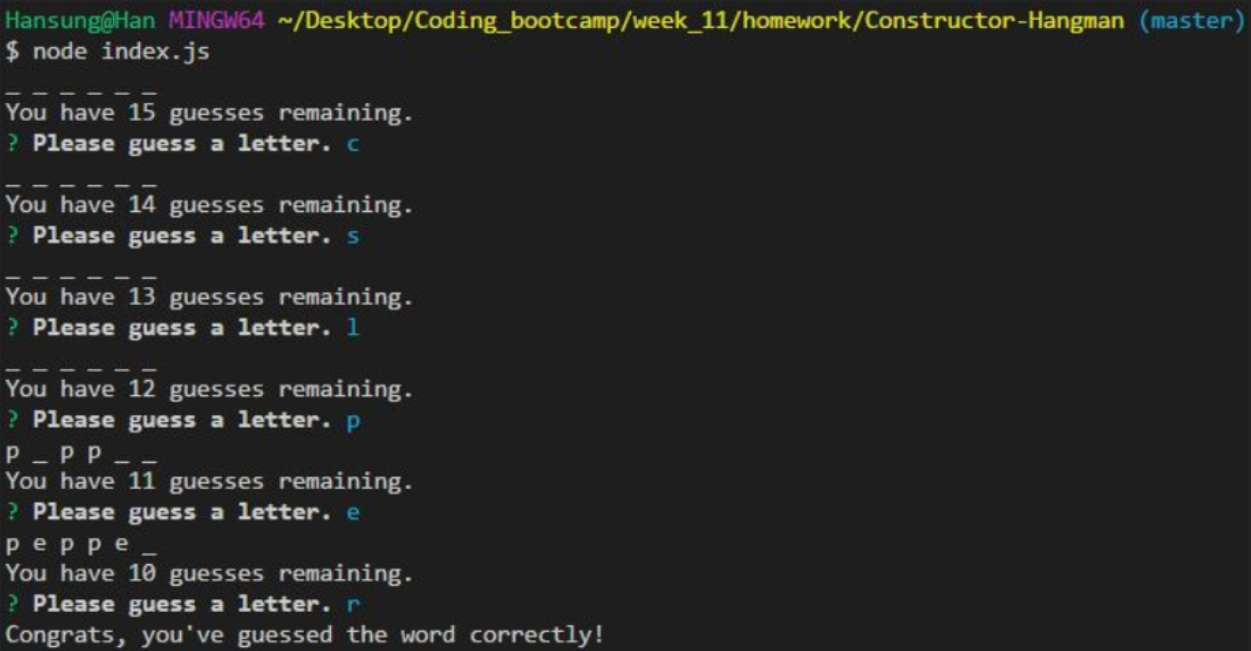 Hansung@Han MINGW64 ~/Desktop/Coding_bootcamp/week_11/homework/Constructor-Hangman (master)
$ node index.js
_ _ _ _ _ _
You have 15 guesses remaining.
? Please guess a letter. c
_ _ _ _ _ _
You have 14 guesses remaining.
? Please guess a letter. s
_ _ _ _ _ _
You have 13 guesses remaining.
? Please guess a letter. l
_ _ _ _ _ _
You have 12 guesses remaining.
? Please guess a letter. p
p _ p p _ _
You have 11 guesses remaining.
? Please guess a letter. e
p e p p e _
You have 10 guesses remaining.
? Please guess a letter. r
Congrats, you've guessed the word correctly!